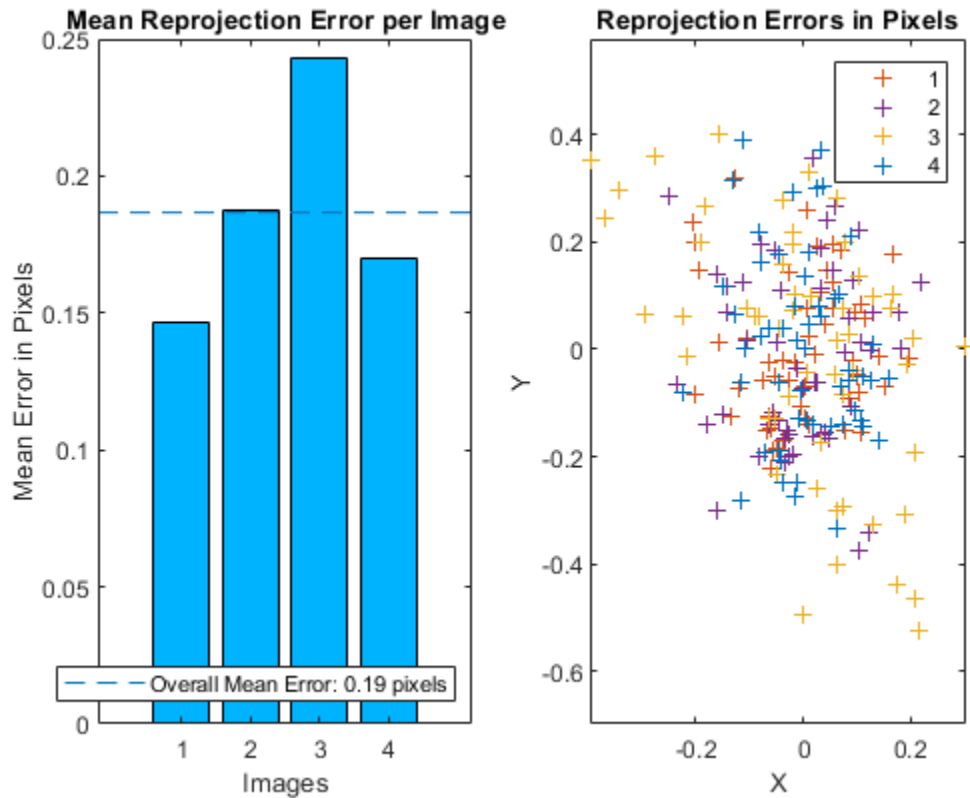 Mean Reprojection Error per Image
0.25
0.2
0.15
0.1
0.05
0
Mean Error in Pixels
Overall Mean Error: 0.19 pixels
1 2 3 4
Images
Reprojection Errors in Pixels
1
2
3
4
0.4
0.2
0
-0.2
-0.4
-0.6
Y
-0.2 0 0.2
X